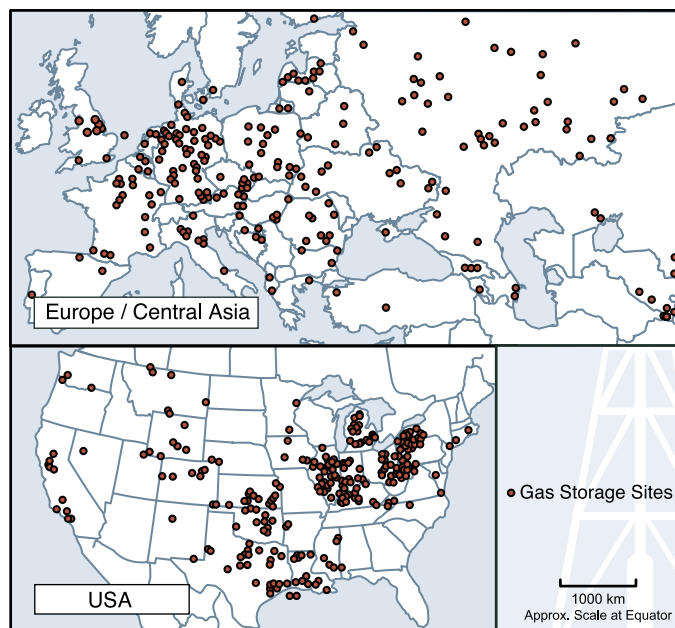 Europe / Central Asia
Gas Storage Sites
USA
1000 km
Approx. Scale at Equator